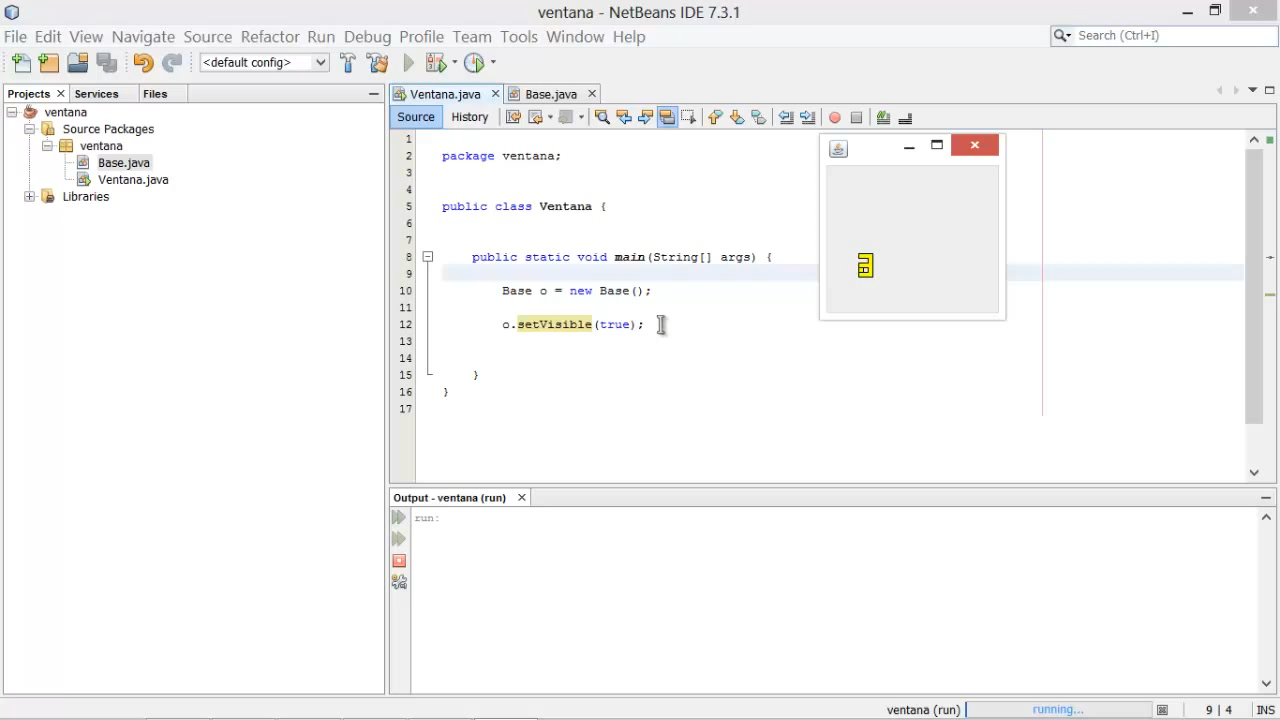 ventana - NetBeans IDE 7.3.1
File Edit View Navigate Source Refactor Run Debug Profile Team Tools Window Help
Search (Ctrl+I)
<default config>
Projects Services Files
Ventana.java Base.java
Source History
ventana
Source Packages
ventana
Base.java
Ventana.java
Libraries
1
2 package ventana;
3
4
5 public class Ventana {
6
7
8 public static void main(String[] args) {
9
10 Base o = new Base();
11
12 o.setVisible(true);
13
14
15 }
16 }
17
Output - ventana (run)
run:
ventana (run) running... 9 | 4 INS